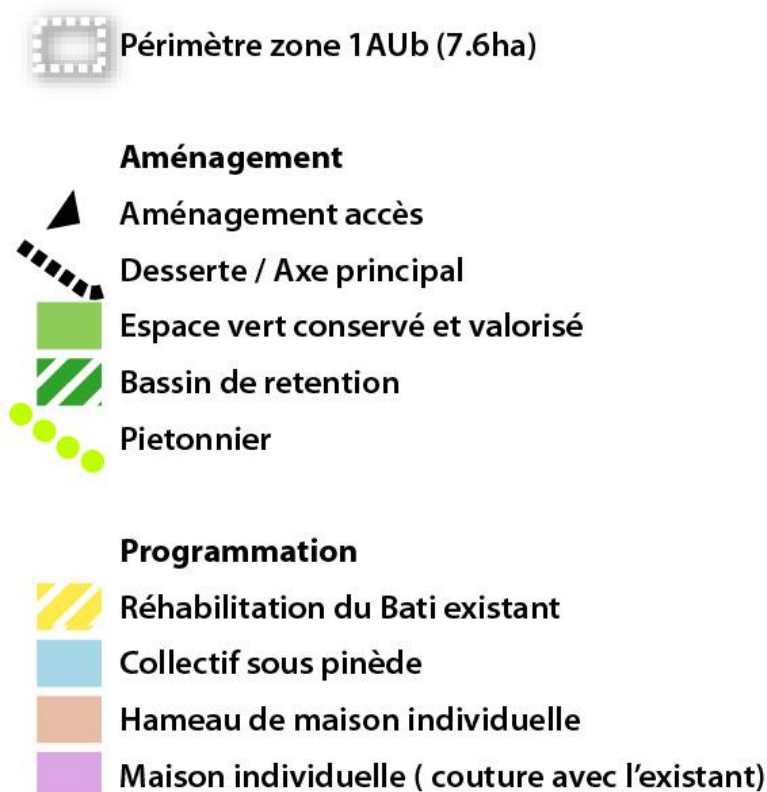 Périmètre zone 1AUb (7.6ha)
Aménagement
Aménagement accès
Desserte / Axe principal
Espace vert conservé et valorisé
Bassin de retention
Pietonnier
Programmation
Réhabilitation du Bati existant
Collectif sous pinède
Hameau de maison individuelle
Maison individuelle ( couture avec l'existant)